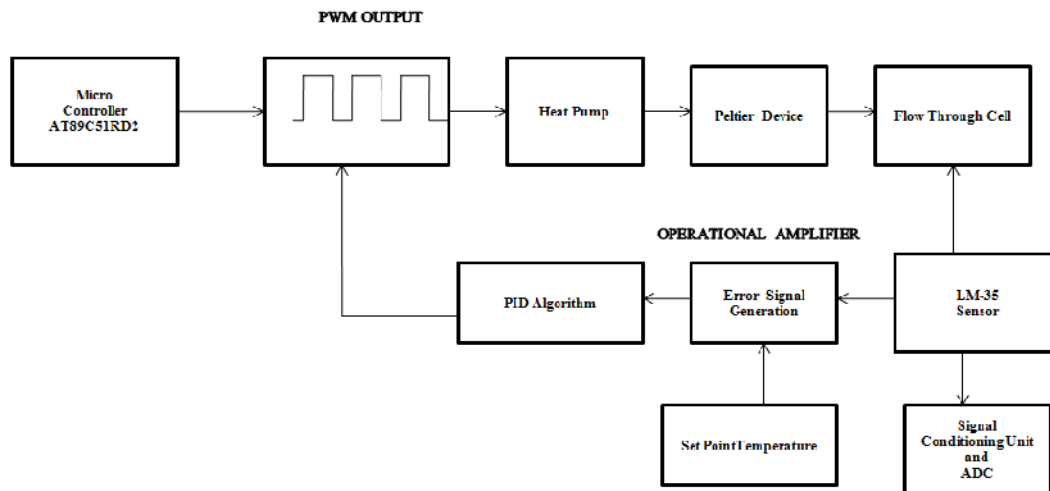 PWM OUTPUT
Micro
Controller
AT89C51RD2
Heat Pump
Peltier Device
Flow Through Cell
OPERATIONAL AMPLIFIER
PID Algorithm
Error Signal
Generation
LM-35
Sensor
Set Point Temperature
Signal
Conditioning Unit
and
ADC